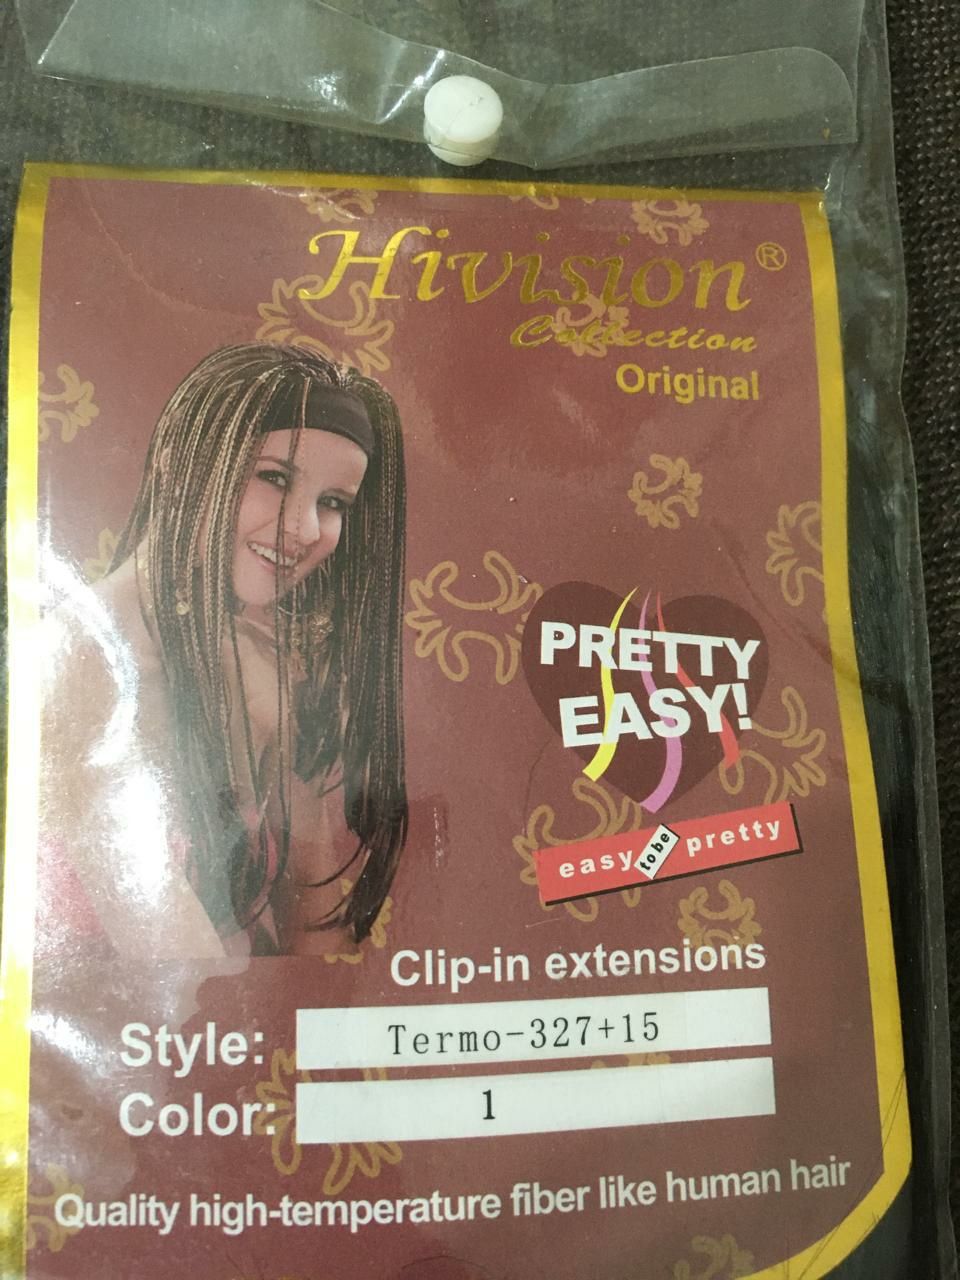 Hivision®
Collection
Original
PRETTY
EASY!
easy to be pretty
Clip-in extensions
Style: Termo-327+15
Color: 1
Quality high-temperature fiber like human hair